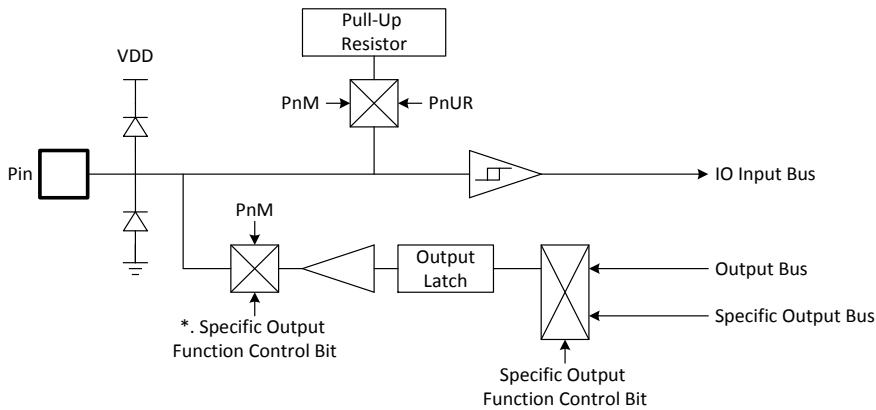 Pull-Up
Resistor
VDD
PnM
PnUR
Pin
IO Input Bus
PnM
Output
Latch
Output Bus
*. Specific Output
Function Control Bit
Specific Output Bus
Specific Output
Function Control Bit